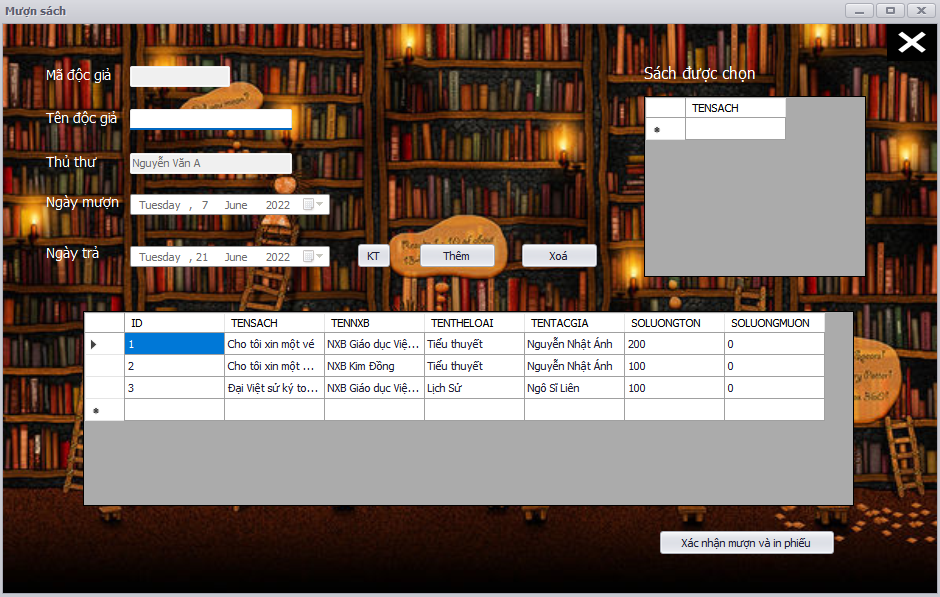 Mượn sách
Mã độc giả
Sách được chọn
TENSACH
Tên độc giả
Thủ thư
Nguyễn Văn A
Ngày mượn
Tuesday , 7 June 2022
Ngày trả
Tuesday , 21 June 2022
KT
Thêm
Xoá
ID TENSACH TENNXB TENTHELOAI TENTACGIA SOLUONGTON SOLUONGMUON
1 Cho tôi xin một vé NXB Giáo dục Việ... Tiểu thuyết Nguyễn Nhật Ánh 200 0
2 Cho tôi xin một ... NXB Kim Đồng Tiểu thuyết Nguyễn Nhật Ánh 100 0
3 Đại Việt sử ký to... NXB Giáo dục Việ... Lịch Sử Ngô Sĩ Liên 100 0
Xác nhận mượn và in phiếu